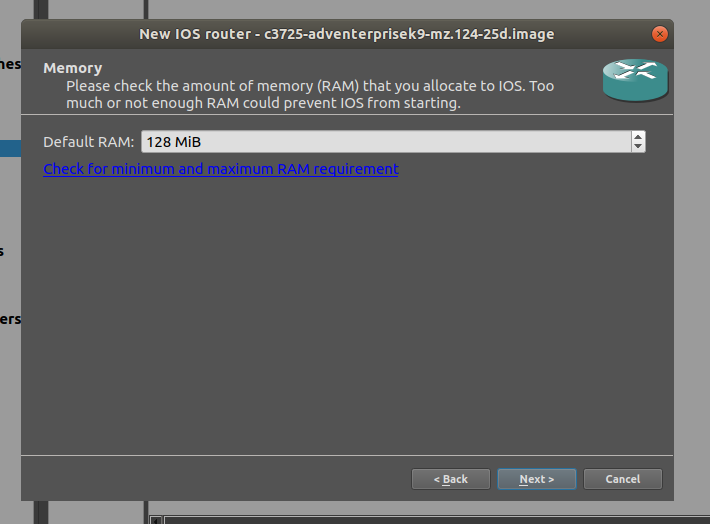 New IOS router - c3725-adventerprisek9-mz.124-25d.image
nes
Memory
Please check the amount of memory (RAM) that you allocate to IOS. Too
much or not enough RAM could prevent IOS from starting.
Default RAM: 128 MiB
Check for minimum and maximum RAM requirement
s
ers
< Back
Next >
Cancel